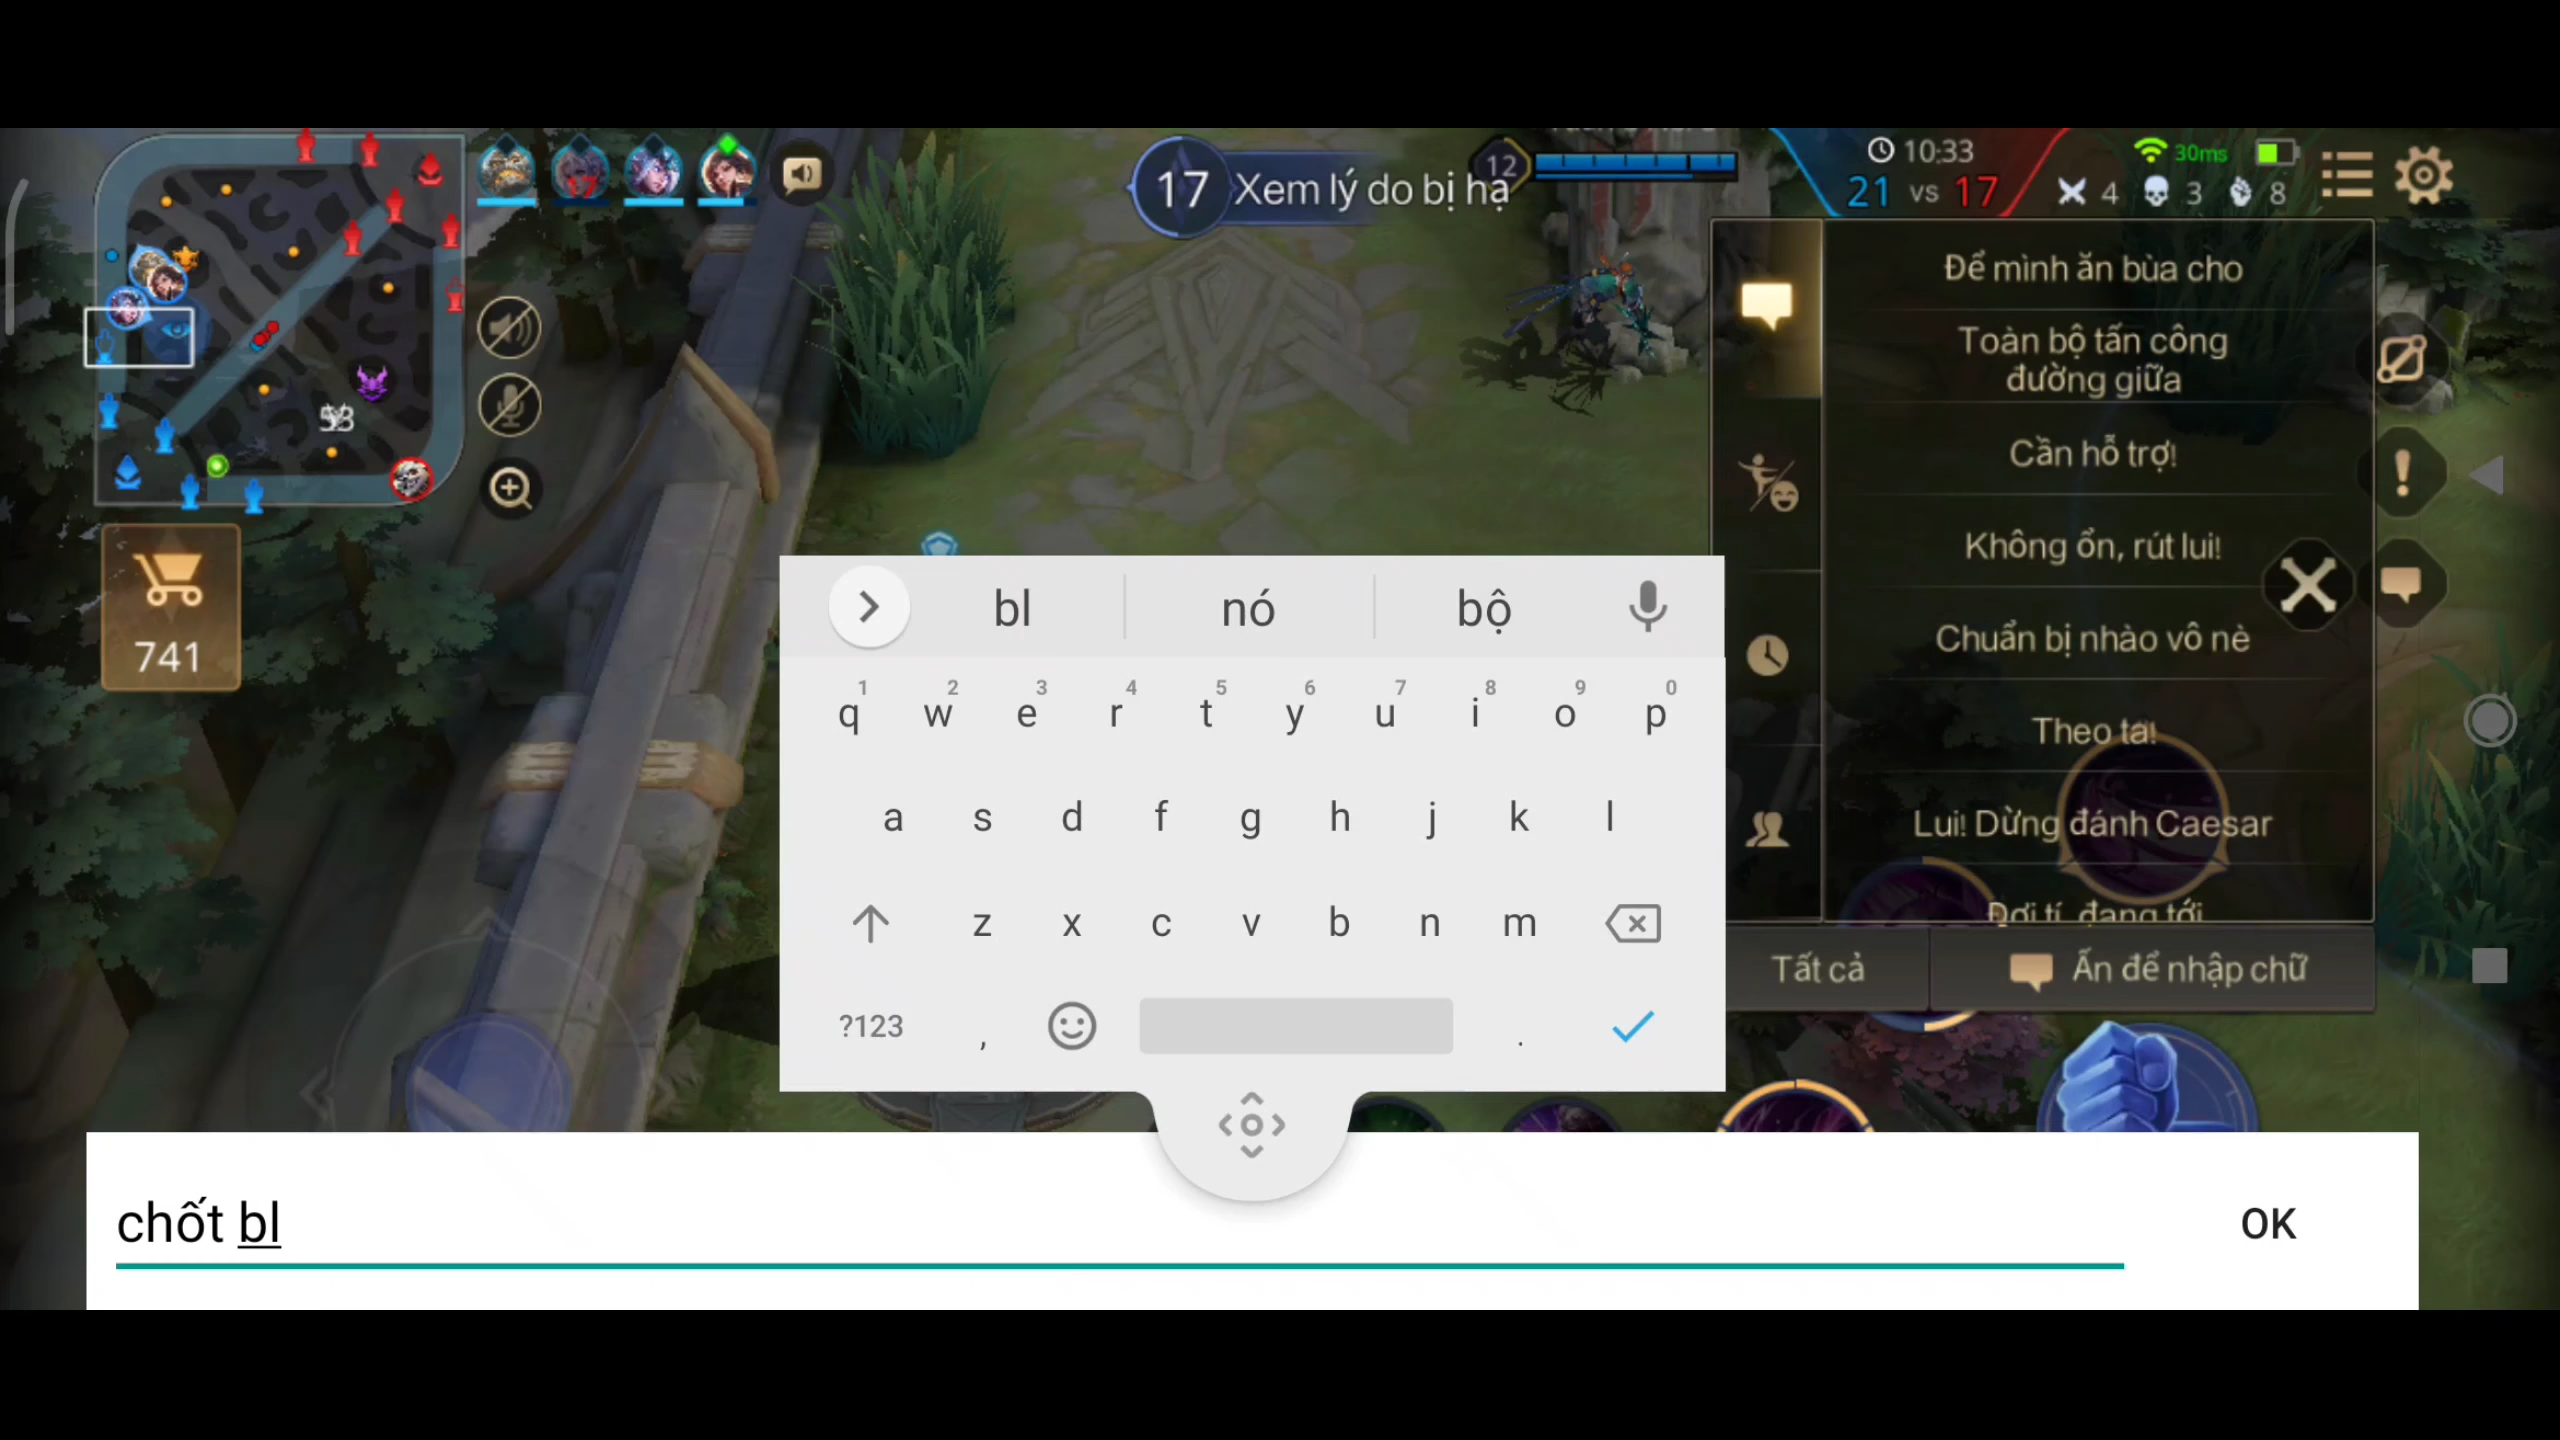 17 Xem lý do bị hạ
12
10:33
30ms
21 vs 17
4 3 8
17
53
741
Để mình ăn bùa cho
Toàn bộ tấn công
đường giữa
Cần hỗ trợ!
Không ổn, rút lui!
Chuẩn bị nhào vô nè
Theo ta!
Lui! Dừng đánh Caesar
Đợi tí, đang tới
Tất cả
Ấn để nhập chữ
bl nó bộ
1 2 3 4 5 6 7 8 9 0
q w e r t y u i o p
a s d f g h j k l
z x c v b n m
?123 , .
chốt bl
OK